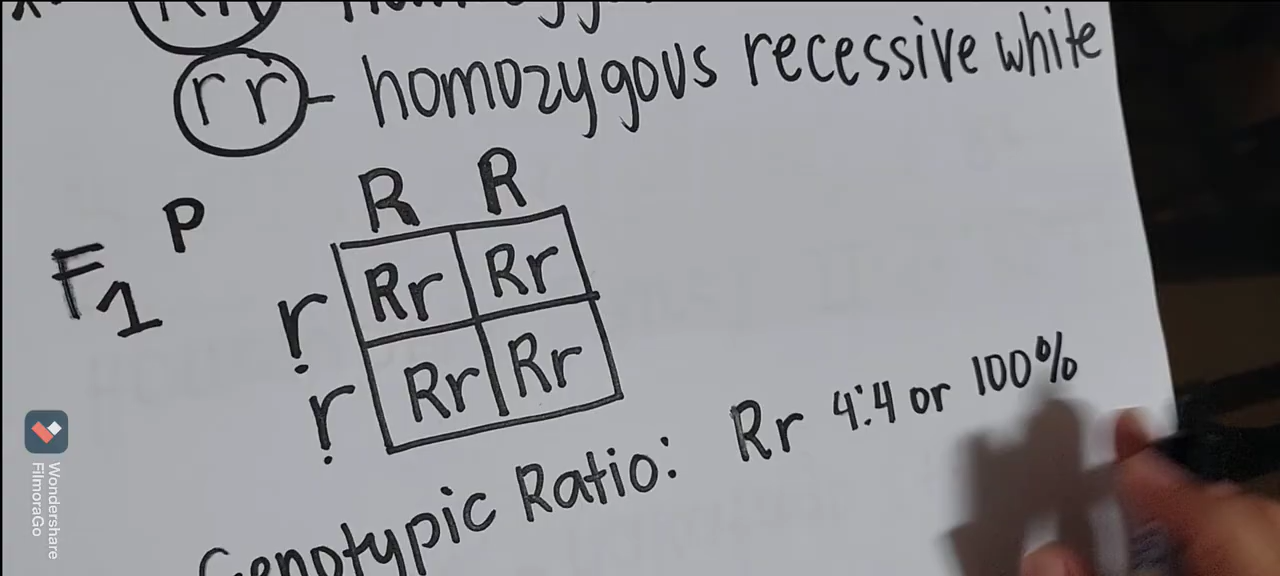 rr - homozygous recessive white
P
F1
R R
r Rr Rr
r Rr Rr
Genotypic Ratio: Rr 4:4 or 100%
Wondershare
FilmoraGo